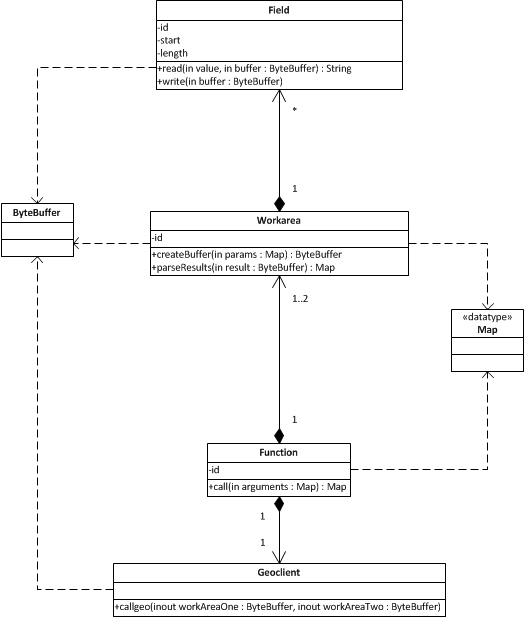 Field
-id
-start
-length
+read(in value, in buffer : ByteBuffer) : String
+write(in buffer : ByteBuffer)
*
1
ByteBuffer
Workarea
-id
+createBuffer(in params : Map) : ByteBuffer
+parseResults(in result : ByteBuffer) : Map
1..2
«datatype»
Map
1
Function
-id
+call(in arguments : Map) : Map
1
1
Geoclient
+callgeo(inout workAreaOne : ByteBuffer, inout workAreaTwo : ByteBuffer)